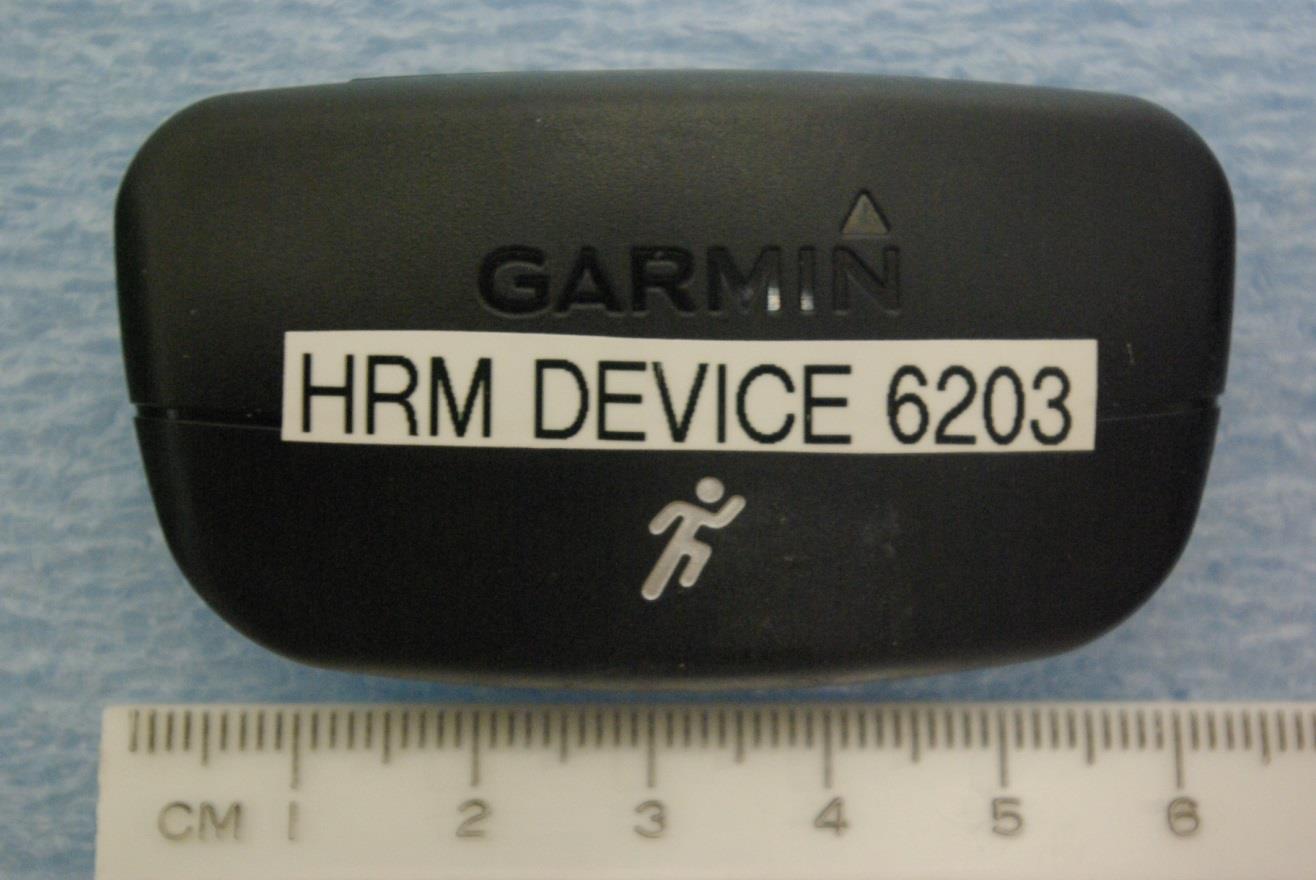 GARMIN
HRM DEVICE 6203
CM 1 2 3 4 5 6